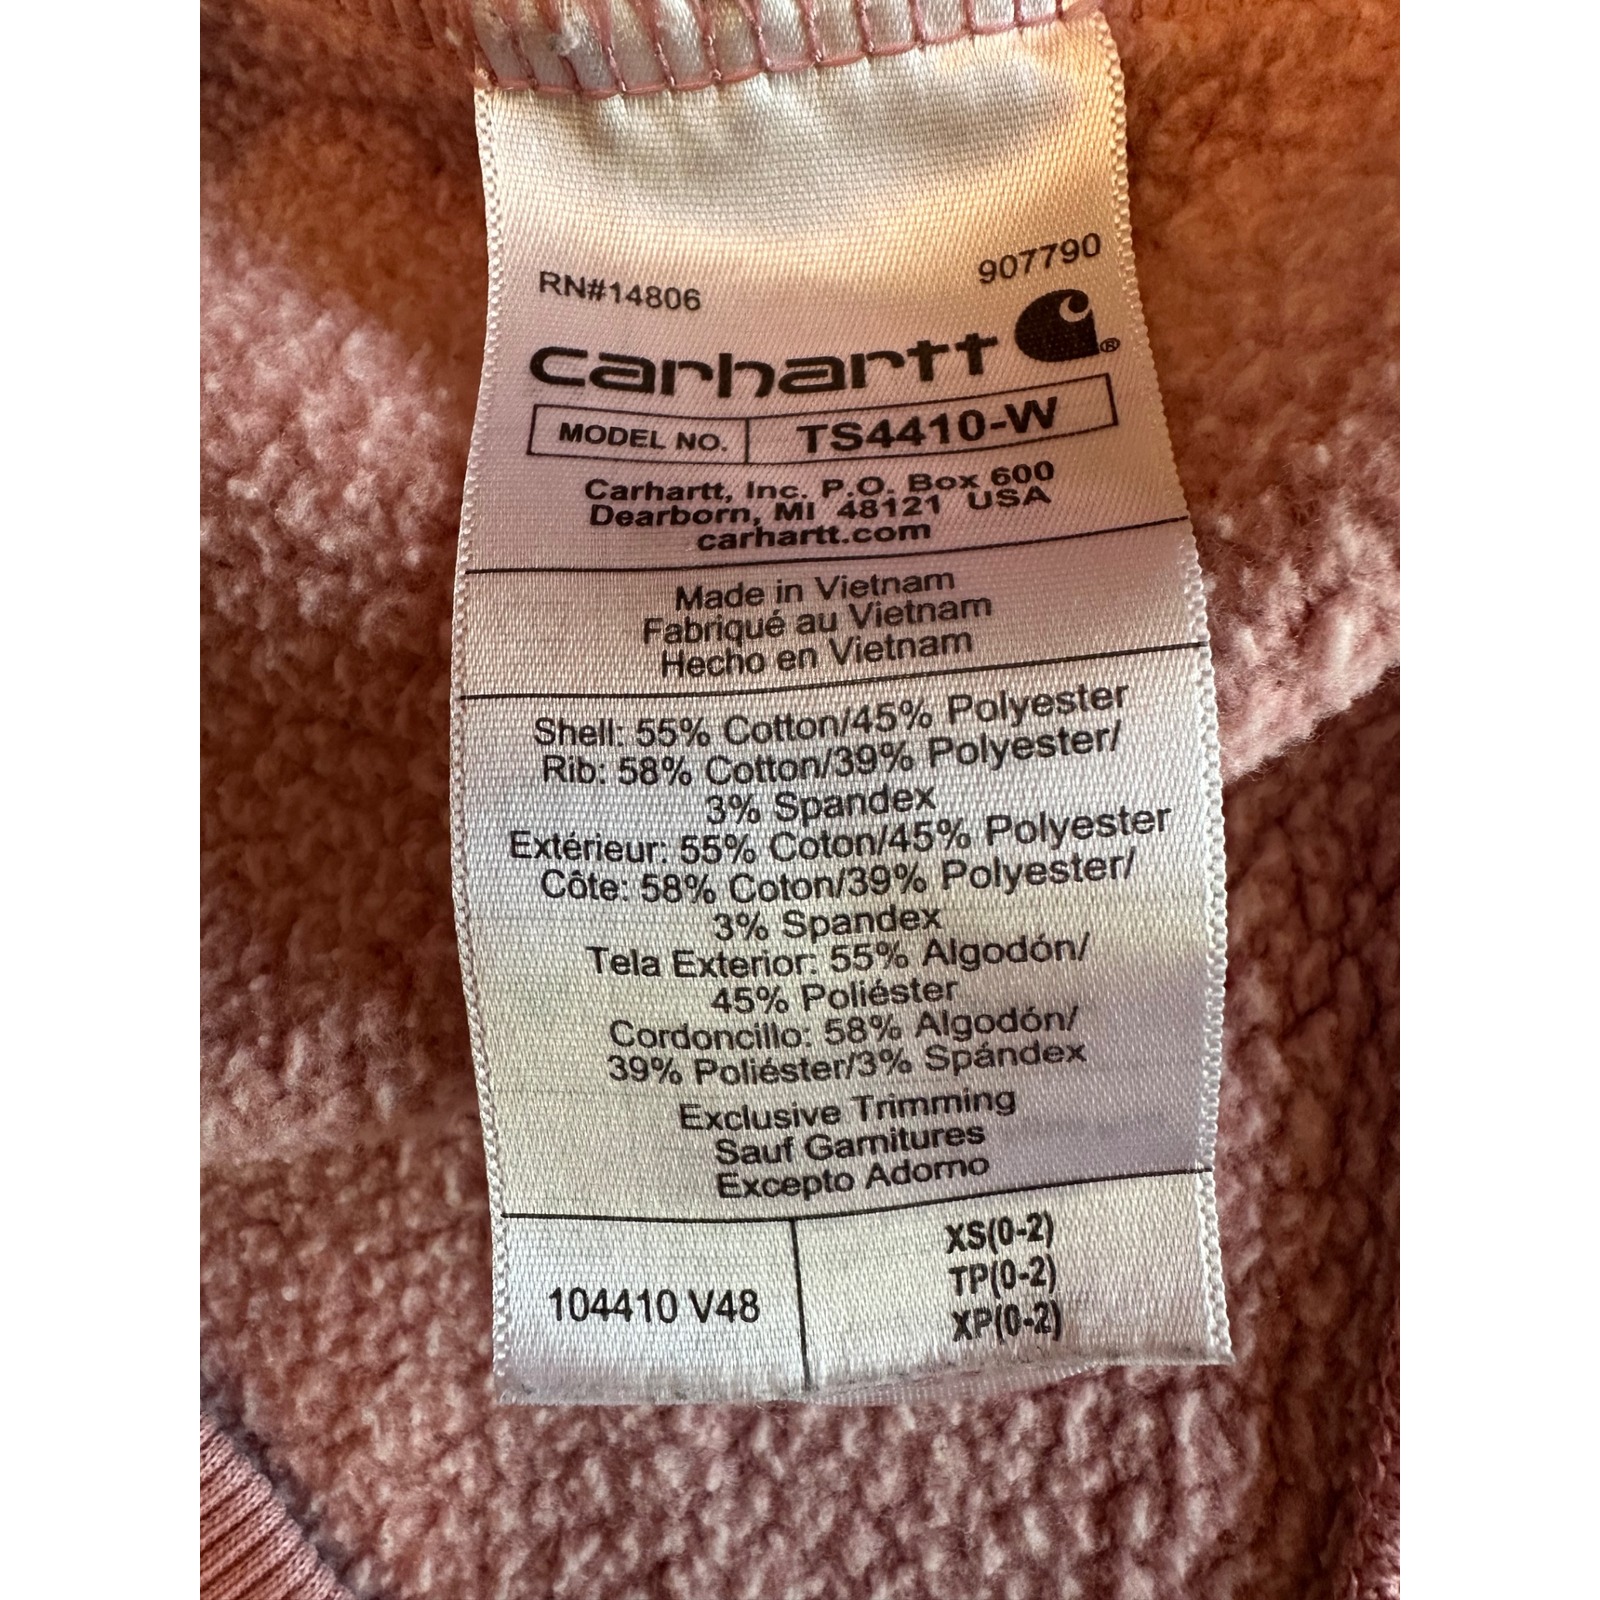 RN#14806 907790
carhartt ®
MODEL NO. TS4410-W
Carhartt, Inc. P.O. Box 600
Dearborn, MI 48121 USA
carhartt.com
Made in Vietnam
Fabriqué au Vietnam
Hecho en Vietnam
Shell: 55% Cotton/45% Polyester
Rib: 58% Cotton/39% Polyester/
3% Spandex
Extérieur: 55% Coton/45% Polyester
Côte: 58% Coton/39% Polyester/
3% Spandex
Tela Exterior: 55% Algodón/
45% Poliéster
Cordoncillo: 58% Algodón/
39% Poliéster/3% Spándex
Exclusive Trimming
Sauf Garnitures
Excepto Adorno
104410 V48
XS(0-2)
TP(0-2)
XP(0-2)